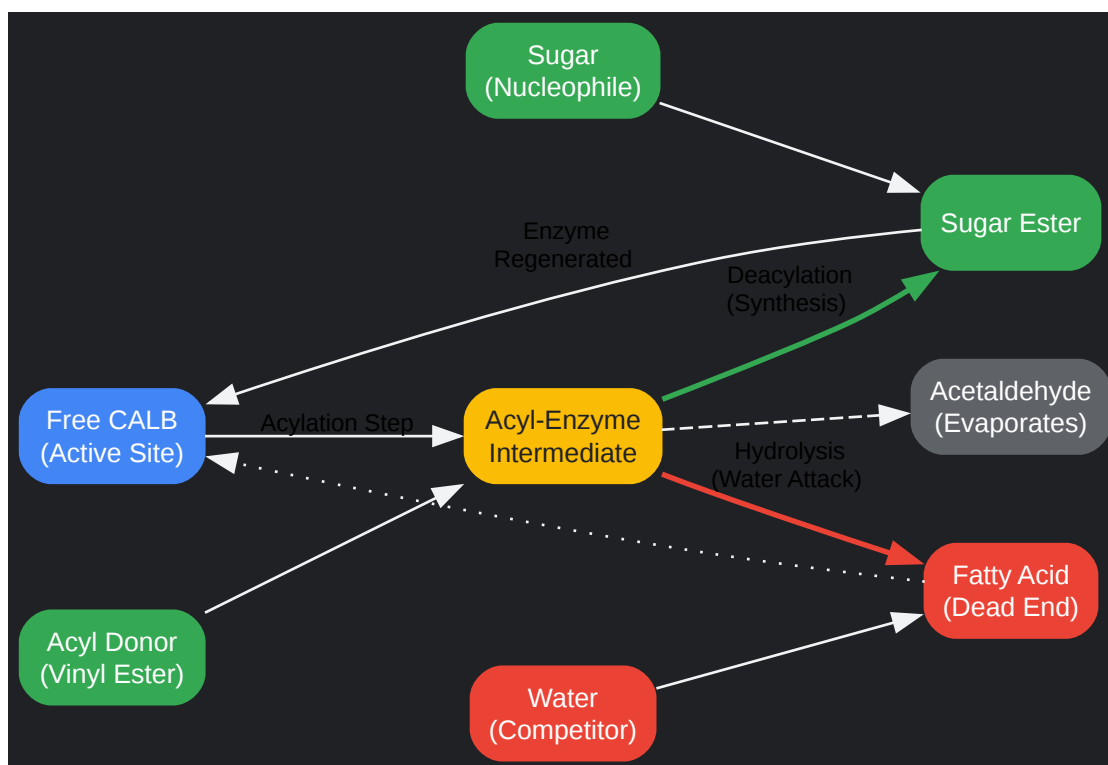 Sugar
(Nucleophile)
Sugar Ester
Enzyme
Regenerated
Deacylation
(Synthesis)
Free CALB
(Active Site)
Acylation Step
Acyl-Enzyme
Intermediate
Acetaldehyde
(Evaporates)
Hydrolysis
(Water Attack)
Fatty Acid
(Dead End)
Acyl Donor
(Vinyl Ester)
Water
(Competitor)